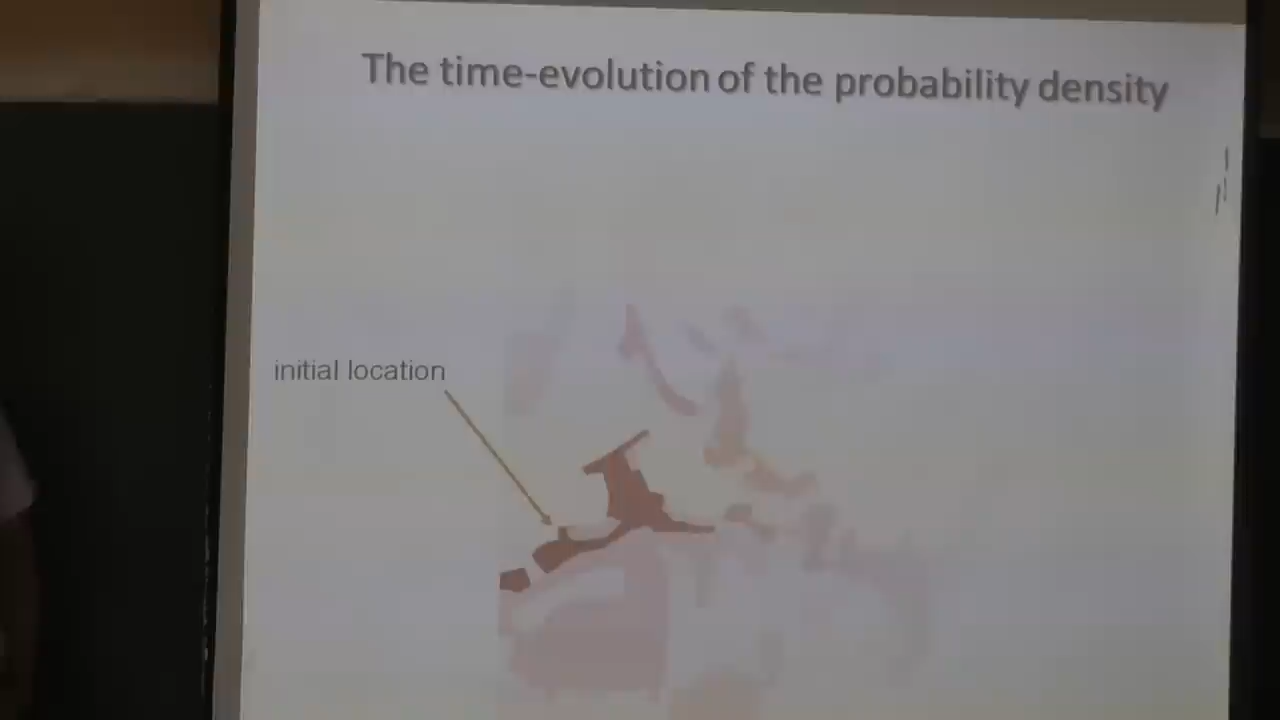 The time-evolution of the probability density
initial location